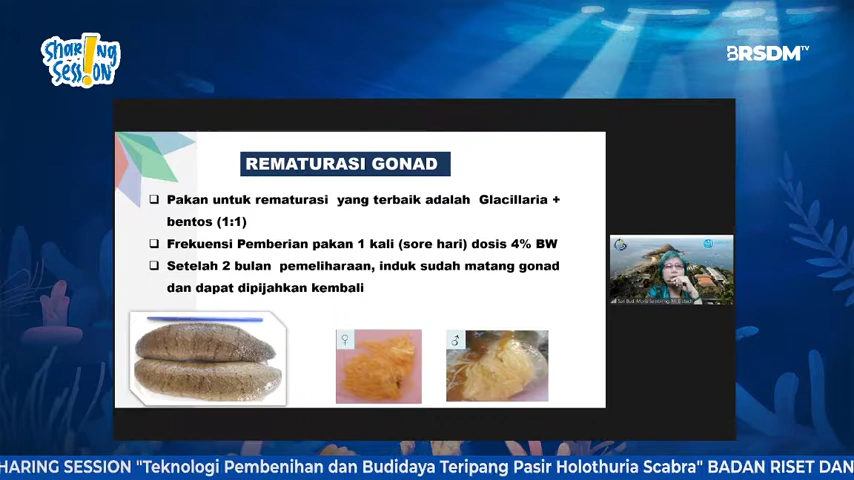 SHARING
SESSION
BRSDM TV
REMATURASI GONAD
Pakan untuk rematurasi yang terbaik adalah Glacillaria +
bentos (1:1)
Frekuensi Pemberian pakan 1 kali (sore hari) dosis 4% BW
Setelah 2 bulan pemeliharaan, induk sudah matang gonad
dan dapat dipijahkan kembali
♀
♂
HARING SESSION "Teknologi Pembenihan dan Budidaya Teripang Pasir Holothuria Scabra" BADAN RISET DAN